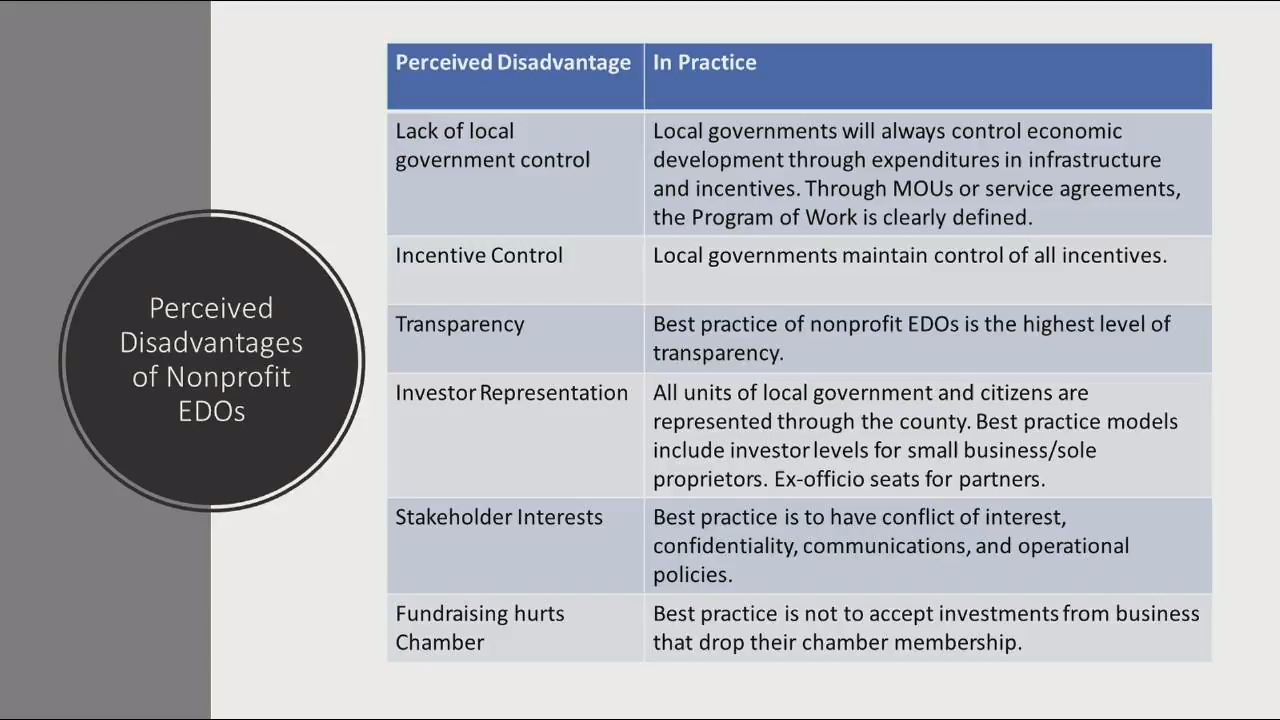 Perceived
Disadvantages
of Nonprofit
EDOs
Perceived Disadvantage
In Practice
Lack of local
government control
Local governments will always control economic
development through expenditures in infrastructure
and incentives. Through MOUs or service agreements,
the Program of Work is clearly defined.
Incentive Control
Local governments maintain control of all incentives.
Transparency
Best practice of nonprofit EDOs is the highest level of
transparency.
Investor Representation
All units of local government and citizens are
represented through the county. Best practice models
include investor levels for small business/sole
proprietors. Ex-officio seats for partners.
Stakeholder Interests
Best practice is to have conflict of interest,
confidentiality, communications, and operational
policies.
Fundraising hurts
Chamber
Best practice is not to accept investments from business
that drop their chamber membership.